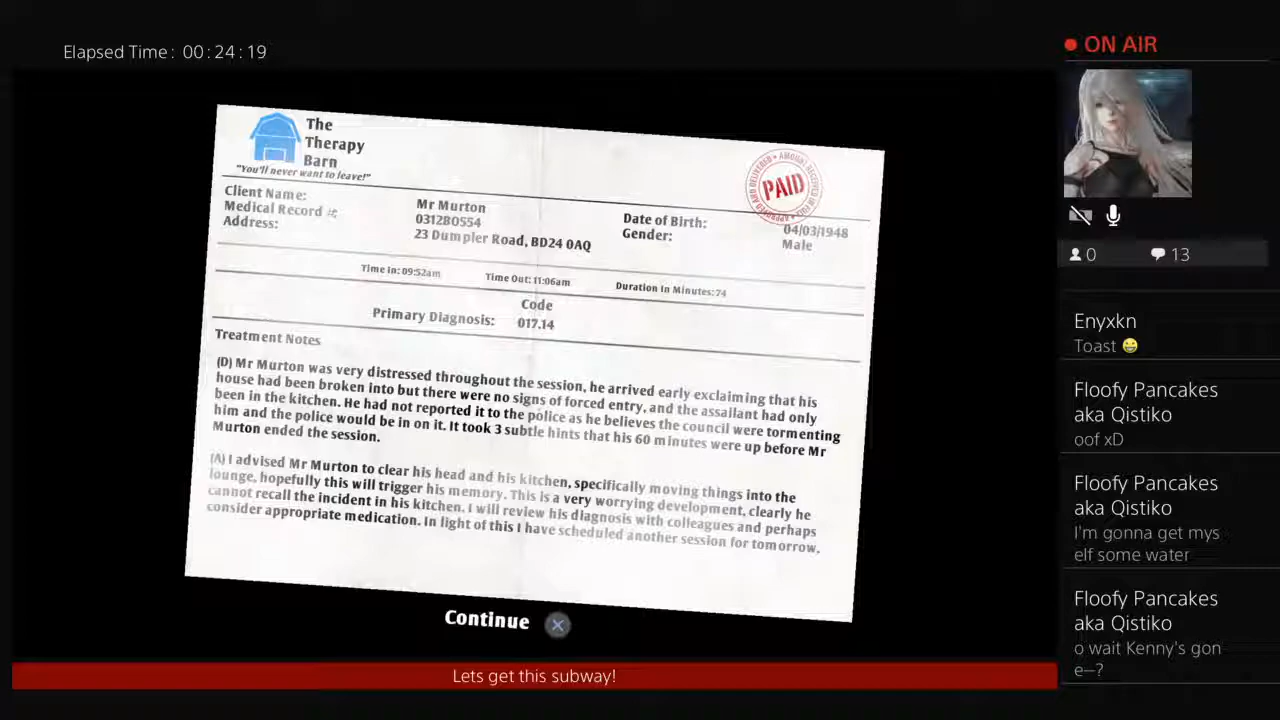 Elapsed Time: 00:24:19
ON AIR
The
Therapy
Barn
"You'll never want to leave!"
PAID
Client Name:
Mr Murton
Date of Birth:
04/03/1948
Medical Record #:
031280554
Gender:
Male
Address:
23 Dumpler Road, BD24 0AQ
Time In: 09:52am
Time Out: 11:06am
Duration In Minutes: 74
Code
Primary Diagnosis:
017.14
Treatment Notes
(D) Mr Murton was very distressed throughout the session, he arrived early exclaiming that his
house had been broken into but there were no signs of forced entry, and the assailant had only
been in the kitchen. He had not reported it to the police as he believes the council were tormenting
him and the police would be in on it. It took 3 subtle hints that his 60 minutes were up before Mr
Murton ended the session.
(A) I advised Mr Murton to clear his head and his kitchen, specifically moving things into the
lounge, hopefully this will trigger his memory. This is a very worrying development, clearly he
cannot recall the incident in his kitchen. I will review his diagnosis with colleagues and perhaps
consider appropriate medication. In light of this I have scheduled another session for tomorrow.
Continue
Lets get this subway!
0
13
Enyxkn
Toast 😄
Floofy Pancakes
aka Qistiko
oof xD
Floofy Pancakes
aka Qistiko
I'm gonna get mys
elf some water
Floofy Pancakes
aka Qistiko
o wait Kenny's gon
e—?